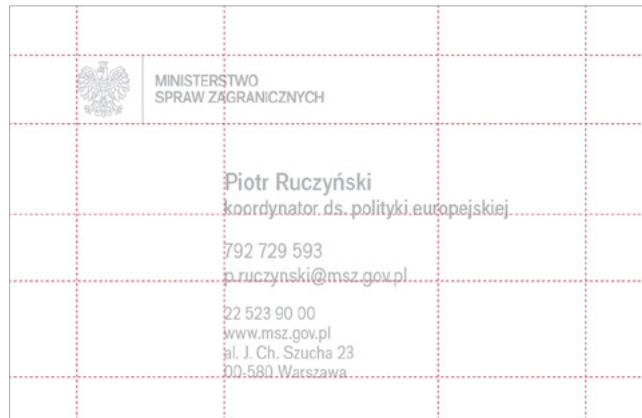 MINISTERSTWO
SPRAW ZAGRANICZNYCH
Piotr Ruczyński
koordynator ds. polityki europejskiej
792 729 593
p.ruczynski@msz.gov.pl
22 523 90 00
www.msz.gov.pl
al. J. Ch. Szucha 23
00-580 Warszawa